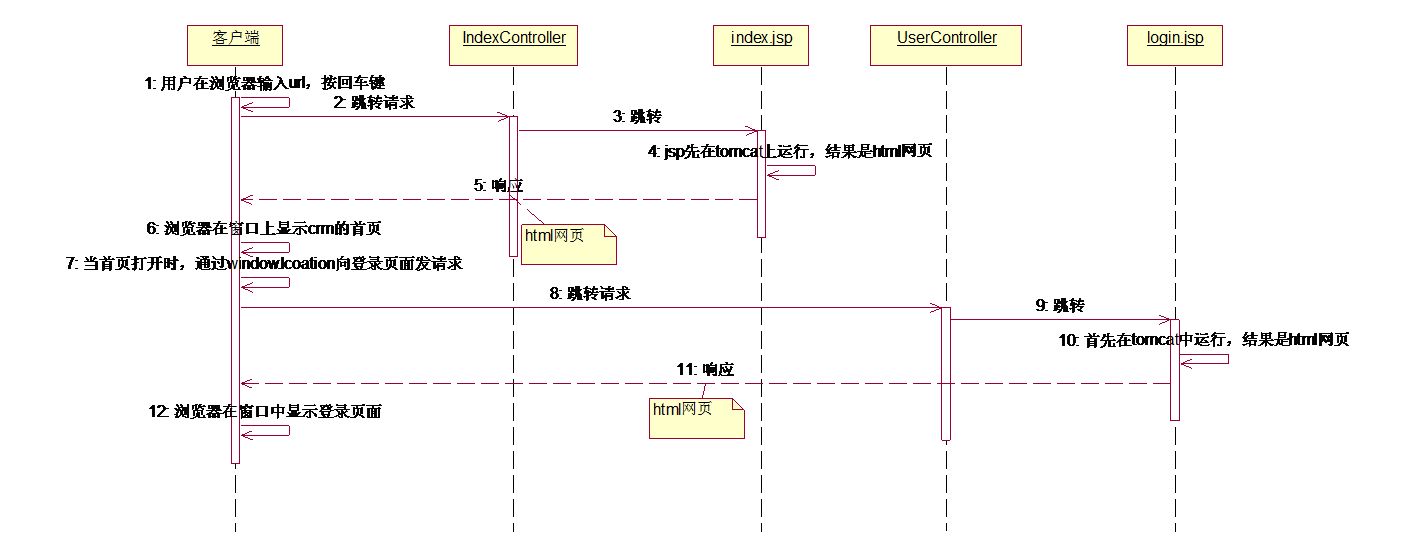 客户端
IndexController
index.jsp
UserController
login.jsp
1: 用户在浏览器输入url，按回车键
2: 跳转请求
3: 跳转
4: jsp先在tomcat上运行，结果是html网页
5: 响应
html网页
6: 浏览器在窗口上显示crm的首页
7: 当首页打开时，通过window.lcoation向登录页面发请求
8: 跳转请求
9: 跳转
10: 首先在tomcat中运行，结果是html网页
11: 响应
html网页
12: 浏览器在窗口中显示登录页面